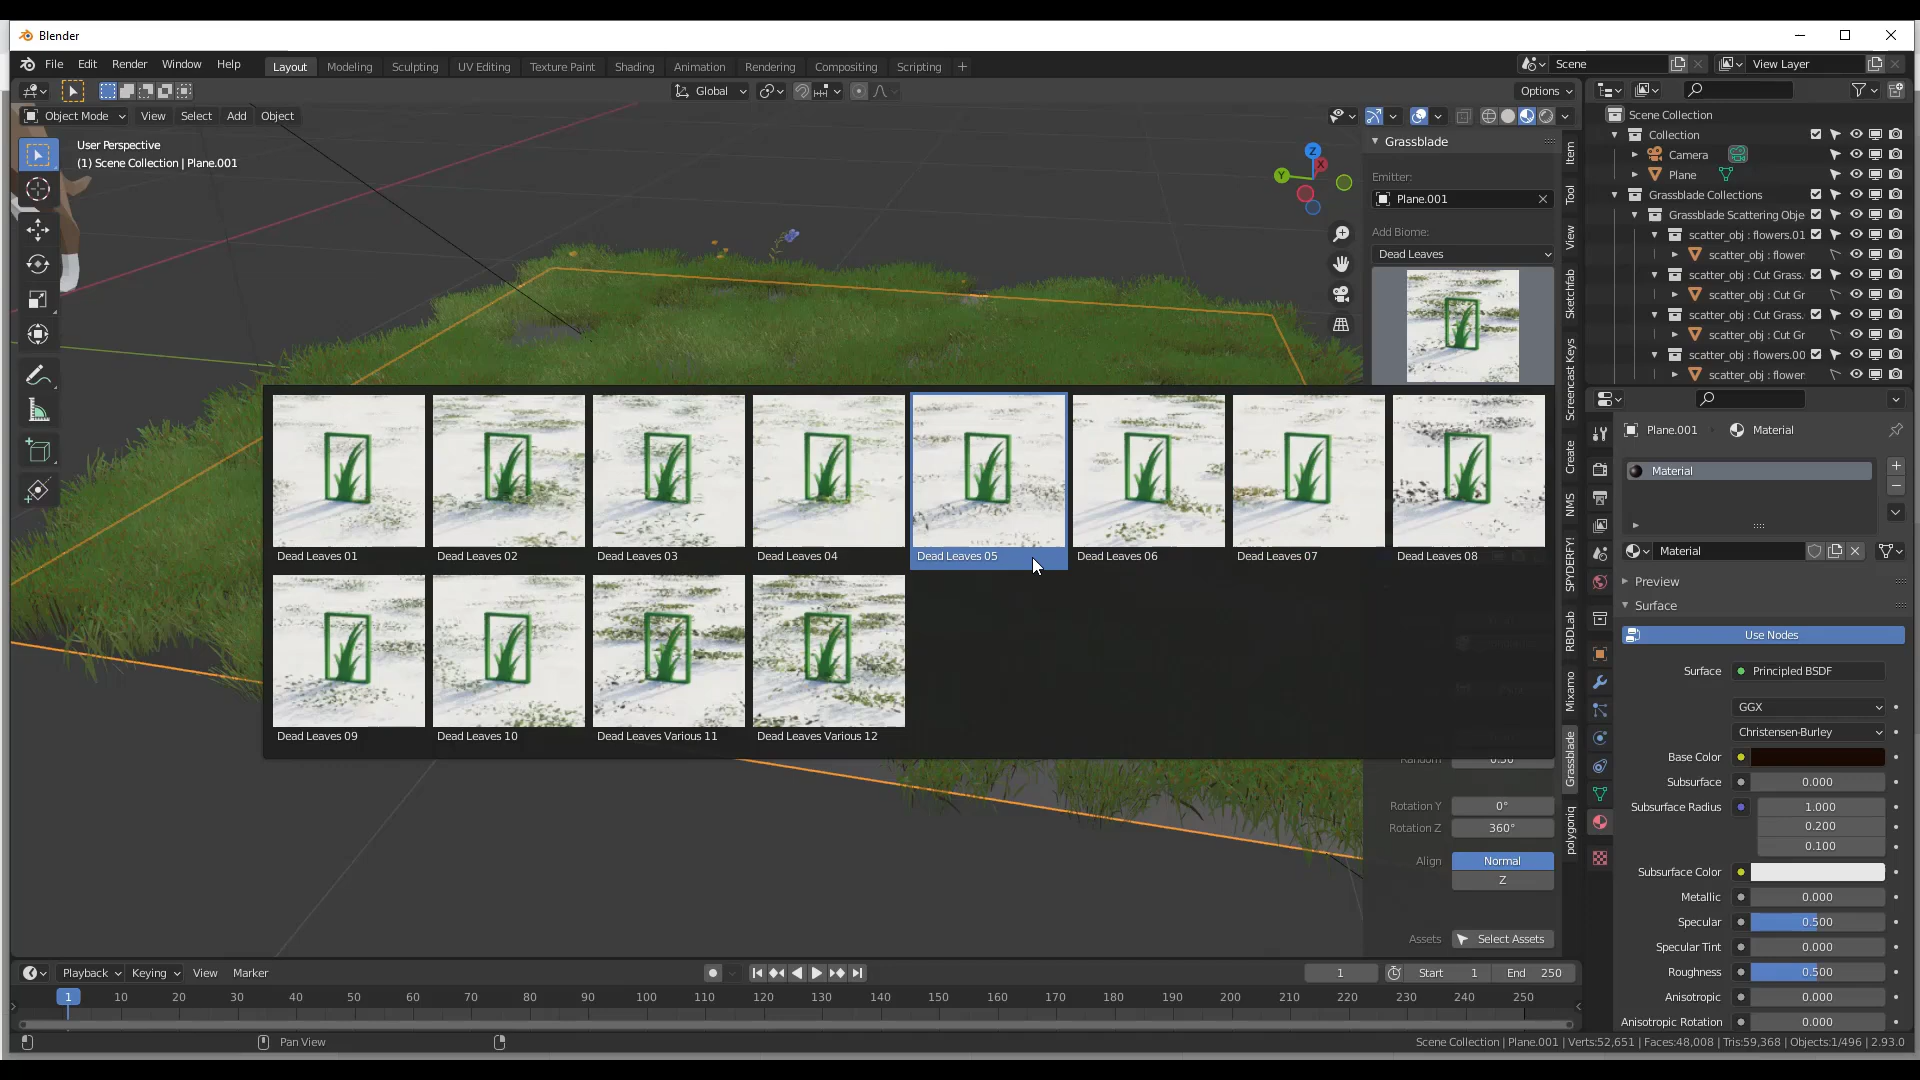 Blender
File Edit Render Window Help
Layout Modeling Sculpting UV Editing Texture Paint Shading Animation Rendering Compositing Scripting +
Scene
View Layer
Global
Options
Object Mode View Select Add Object
User Perspective
(1) Scene Collection | Plane.001
Z
X
Y
Grassblade
Emitter:
Plane.001
Add Biome:
Dead Leaves
Item
Tool
View
Sketchfab
Screencast Keys
Create
NMS
SPYDERFY!
RBDLab
Mixamo
Grassblade
polygoniq
Dead Leaves 01
Dead Leaves 02
Dead Leaves 03
Dead Leaves 04
Dead Leaves 05
Dead Leaves 06
Dead Leaves 07
Dead Leaves 08
Dead Leaves 09
Dead Leaves 10
Dead Leaves Various 11
Dead Leaves Various 12
Random 0.50
Rotation Y 0°
Rotation Z 360°
Align Normal
Z
Assets Select Assets
Scene Collection
Collection
Camera
Plane
Grassblade Collections
Grassblade Scattering Obje
scatter_obj : flowers.01
scatter_obj : flower
scatter_obj : Cut Grass.
scatter_obj : Cut Gr
scatter_obj : Cut Grass.
scatter_obj : Cut Gr
scatter_obj : flowers.00
scatter_obj : flower
Plane.001 Material
Material
Material
Preview
Surface
Use Nodes
Surface Principled BSDF
GGX
Christensen-Burley
Base Color
Subsurface 0.000
Subsurface Radius 1.000
0.200
0.100
Subsurface Color
Metallic 0.000
Specular 0.500
Specular Tint 0.000
Roughness 0.500
Anisotropic 0.000
Anisotropic Rotation 0.000
Playback Keying View Marker
1 Start 1 End 250
1 10 20 30 40 50 60 70 80 90 100 110 120 130 140 150 160 170 180 190 200 210 220 230 240 250
Pan View
Scene Collection | Plane.001 | Verts:52,651 | Faces:48,008 | Tris:59,368 | Objects:1/496 | 2.93.0